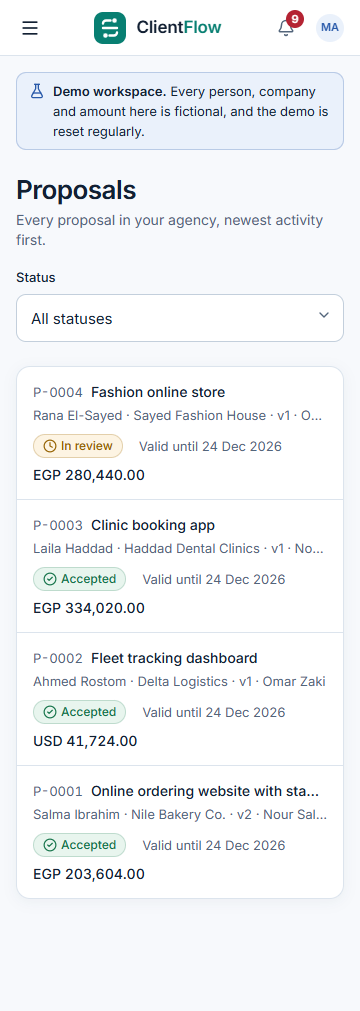 ClientFlow
9
MA
Demo workspace. Every person, company
and amount here is fictional, and the demo is
reset regularly.
Proposals
Every proposal in your agency, newest activity
first.
Status
All statuses
P-0004 Fashion online store
Rana El-Sayed · Sayed Fashion House · v1 · O...
In review Valid until 24 Dec 2026
EGP 280,440.00
P-0003 Clinic booking app
Laila Haddad · Haddad Dental Clinics · v1 · No...
Accepted Valid until 24 Dec 2026
EGP 334,020.00
P-0002 Fleet tracking dashboard
Ahmed Rostom · Delta Logistics · v1 · Omar Zaki
Accepted Valid until 24 Dec 2026
USD 41,724.00
P-0001 Online ordering website with sta...
Salma Ibrahim · Nile Bakery Co. · v2 · Nour Sal...
Accepted Valid until 24 Dec 2026
EGP 203,604.00